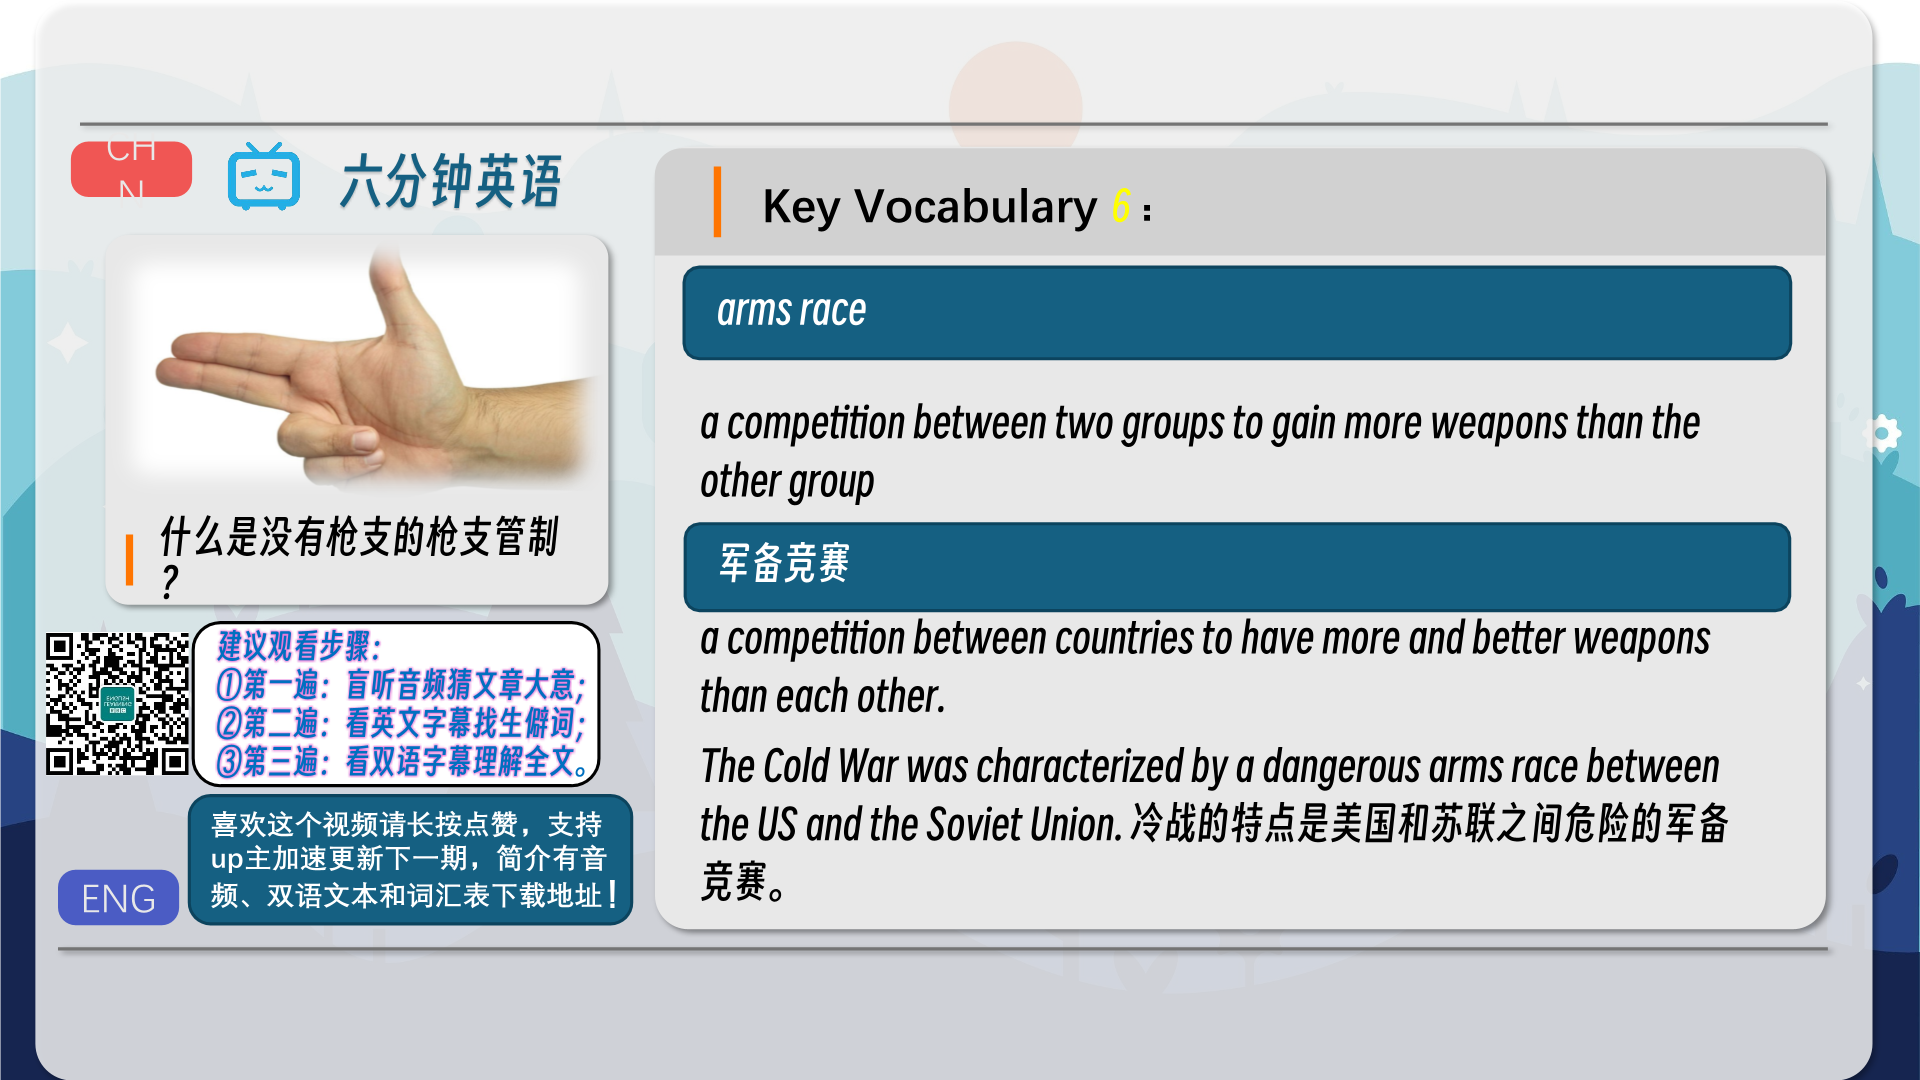 CH
N
六分钟英语
什么是没有枪支的枪支管制
?
建议观看步骤：
①第一遍：盲听音频猜文章大意；
②第二遍：看英文字幕找生僻词；
③第三遍：看双语字幕理解全文。
喜欢这个视频请长按点赞，支持
up主加速更新下一期，简介有音
频、双语文本和词汇表下载地址！
ENG
Key Vocabulary 6：
arms race
a competition between two groups to gain more weapons than the
other group
军备竞赛
a competition between countries to have more and better weapons
than each other.
The Cold War was characterized by a dangerous arms race between
the US and the Soviet Union. 冷战的特点是美国和苏联之间危险的军备
竞赛。